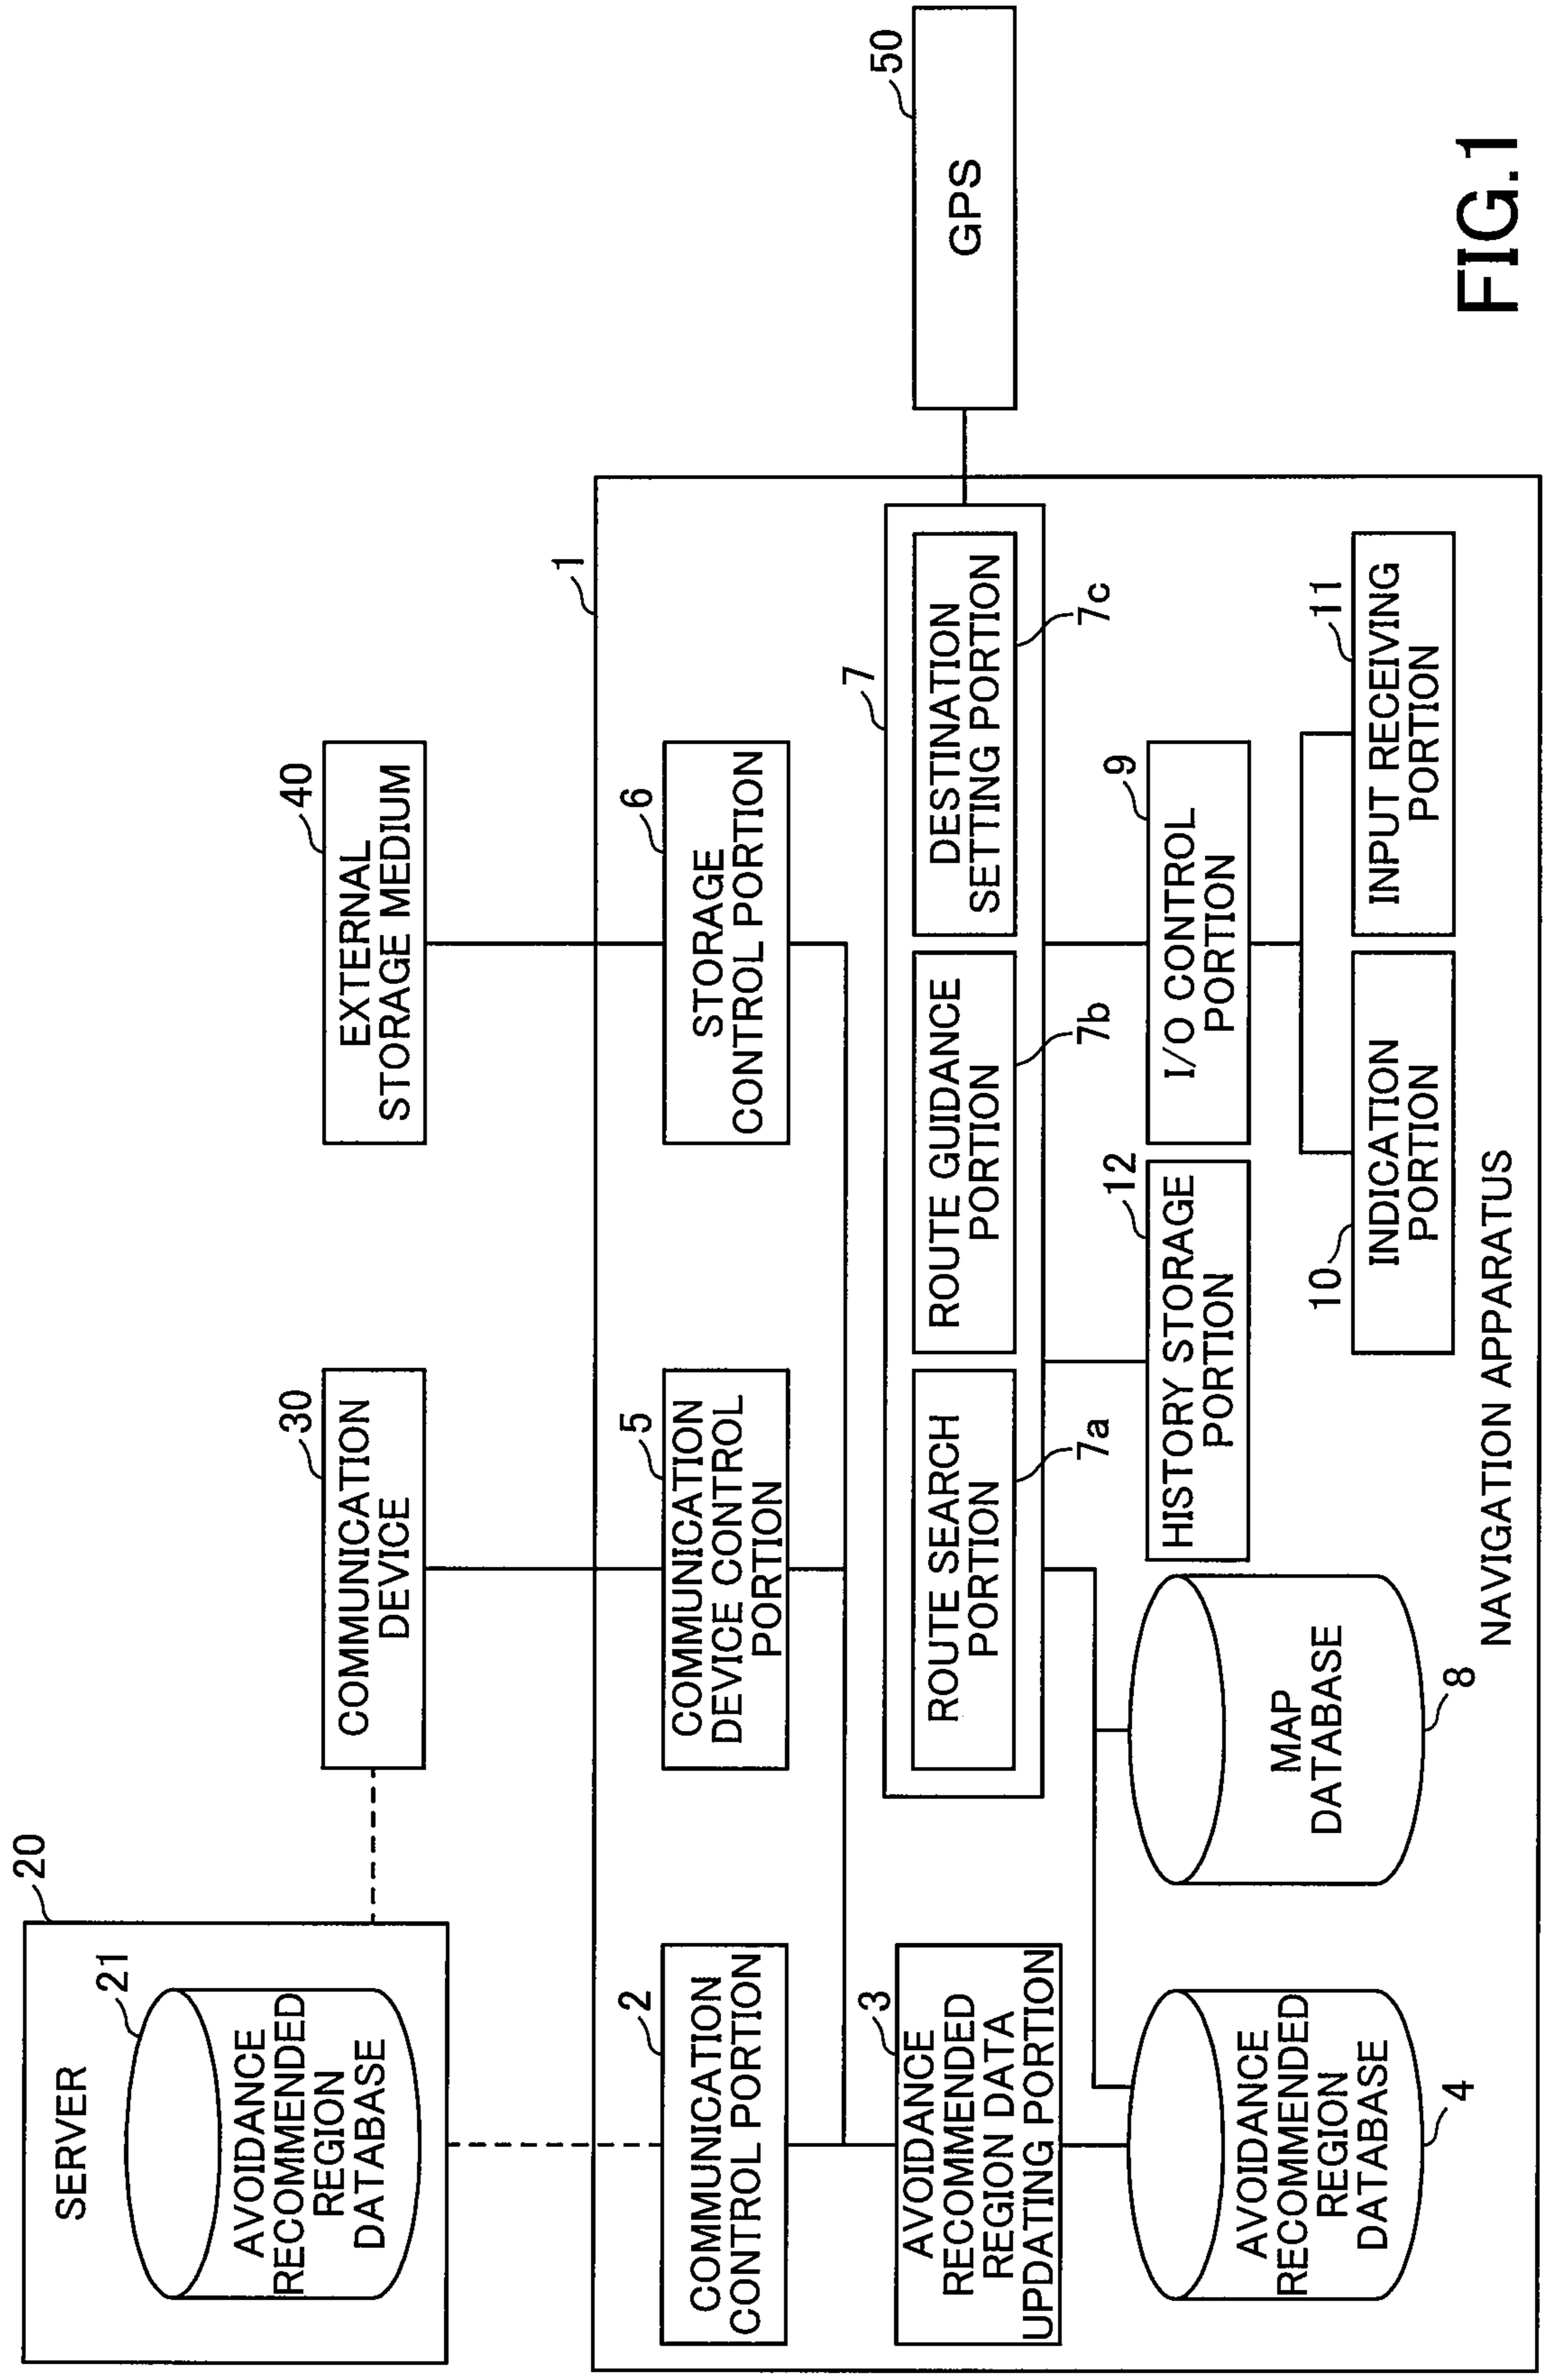 SERVER
20
21
AVOIDANCE
RECOMMENDED
REGION
DATABASE
COMMUNICATION
DEVICE
30
EXTERNAL
STORAGE MEDIUM
40
1
COMMUNICATION
CONTROL PORTION
2
COMMUNICATION
DEVICE CONTROL
PORTION
5
STORAGE
CONTROL PORTION
6
AVOIDANCE
RECOMMENDED
REGION DATA
UPDATING PORTION
3
7
ROUTE SEARCH
PORTION
7a
ROUTE GUIDANCE
PORTION
7b
DESTINATION
SETTING PORTION
7c
GPS
50
AVOIDANCE
RECOMMENDED
REGION
DATABASE
4
MAP
DATABASE
8
HISTORY STORAGE
PORTION
12
I/O CONTROL
PORTION
9
INDICATION
PORTION
10
INPUT RECEIVING
PORTION
11
NAVIGATION APPARATUS
FIG.1